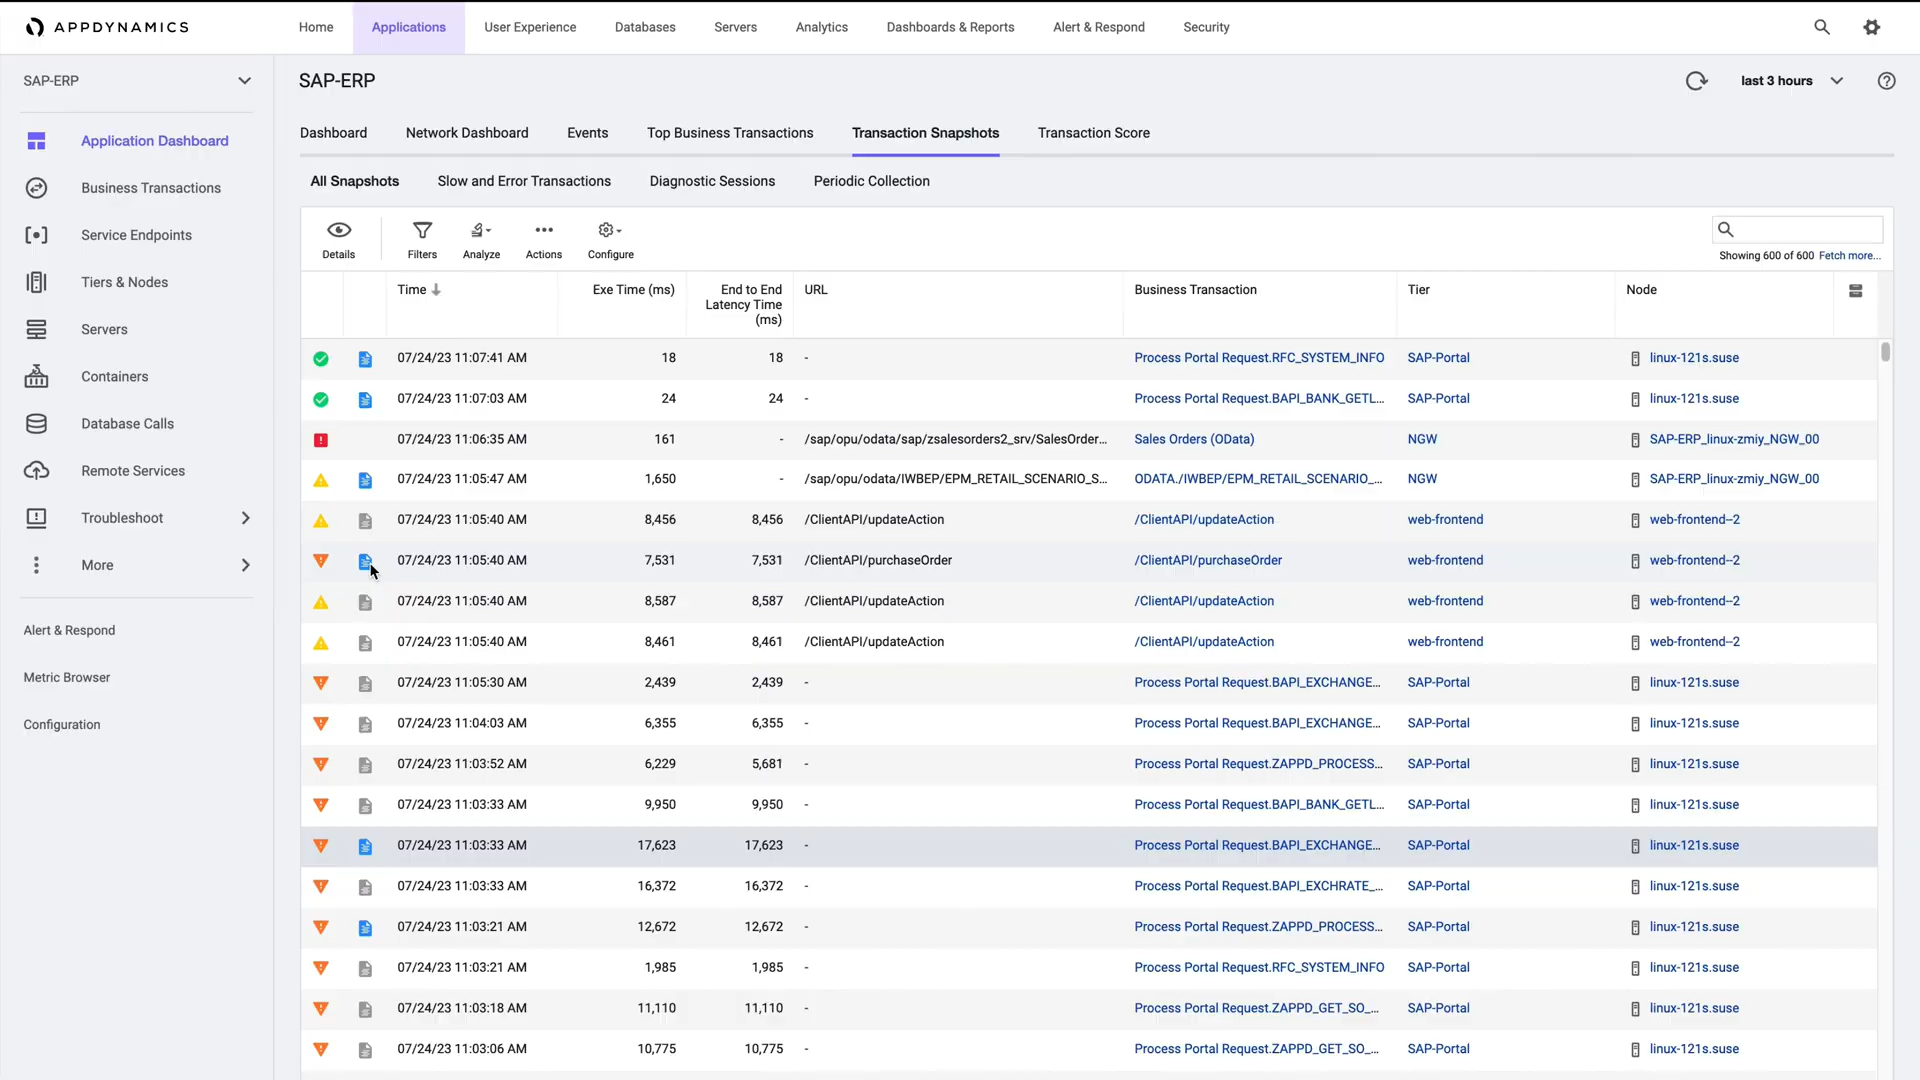 APPDYNAMICS Home Applications User Experience Databases Servers Analytics Dashboards & Reports Alert & Respond Security
SAP-ERP
Application Dashboard
Business Transactions
Service Endpoints
Tiers & Nodes
Servers
Containers
Database Calls
Remote Services
Troubleshoot
More
Alert & Respond
Metric Browser
Configuration
SAP-ERP last 3 hours
Dashboard Network Dashboard Events Top Business Transactions Transaction Snapshots Transaction Score
All Snapshots Slow and Error Transactions Diagnostic Sessions Periodic Collection
Details Filters Analyze Actions Configure
Showing 600 of 600 Fetch more...
Time Exe Time (ms) End to End Latency Time (ms) URL Business Transaction Tier Node
07/24/23 11:07:41 AM 18 18 - Process Portal Request.RFC_SYSTEM_INFO SAP-Portal linux-121s.suse
07/24/23 11:07:03 AM 24 24 - Process Portal Request.BAPI_BANK_GETL... SAP-Portal linux-121s.suse
07/24/23 11:06:35 AM 161 - /sap/opu/odata/sap/zsalesorders2_srv/SalesOrder... Sales Orders (OData) NGW SAP-ERP_linux-zmiy_NGW_00
07/24/23 11:05:47 AM 1,650 - /sap/opu/odata/IWBEP/EPM_RETAIL_SCENARIO_S... ODATA./IWBEP/EPM_RETAIL_SCENARIO_... NGW SAP-ERP_linux-zmiy_NGW_00
07/24/23 11:05:40 AM 8,456 8,456 /ClientAPI/updateAction /ClientAPI/updateAction web-frontend web-frontend--2
07/24/23 11:05:40 AM 7,531 7,531 /ClientAPI/purchaseOrder /ClientAPI/purchaseOrder web-frontend web-frontend--2
07/24/23 11:05:40 AM 8,587 8,587 /ClientAPI/updateAction /ClientAPI/updateAction web-frontend web-frontend--2
07/24/23 11:05:40 AM 8,461 8,461 /ClientAPI/updateAction /ClientAPI/updateAction web-frontend web-frontend--2
07/24/23 11:05:30 AM 2,439 2,439 - Process Portal Request.BAPI_EXCHANGE... SAP-Portal linux-121s.suse
07/24/23 11:04:03 AM 6,355 6,355 - Process Portal Request.BAPI_EXCHANGE... SAP-Portal linux-121s.suse
07/24/23 11:03:52 AM 6,229 5,681 - Process Portal Request.ZAPPD_PROCESS... SAP-Portal linux-121s.suse
07/24/23 11:03:33 AM 9,950 9,950 - Process Portal Request.BAPI_BANK_GETL... SAP-Portal linux-121s.suse
07/24/23 11:03:33 AM 17,623 17,623 - Process Portal Request.BAPI_EXCHANGE... SAP-Portal linux-121s.suse
07/24/23 11:03:33 AM 16,372 16,372 - Process Portal Request.BAPI_EXCHRATE_... SAP-Portal linux-121s.suse
07/24/23 11:03:21 AM 12,672 12,672 - Process Portal Request.ZAPPD_PROCESS... SAP-Portal linux-121s.suse
07/24/23 11:03:21 AM 1,985 1,985 - Process Portal Request.RFC_SYSTEM_INFO SAP-Portal linux-121s.suse
07/24/23 11:03:18 AM 11,110 11,110 - Process Portal Request.ZAPPD_GET_SO_... SAP-Portal linux-121s.suse
07/24/23 11:03:06 AM 10,775 10,775 - Process Portal Request.ZAPPD_GET_SO_... SAP-Portal linux-121s.suse